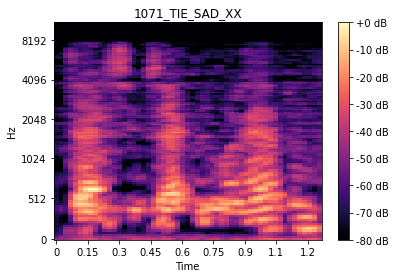 1071_TIE_SAD_XX
+0 dB
8192
-10 dB
4096
-20 dB
-30 dB
2048
Hz
-40 dB
1024
-50 dB
512
-60 dB
-70 dB
0
-80 dB
0 0.15 0.3 0.45 0.6 0.75 0.9 1.1 1.2
Time